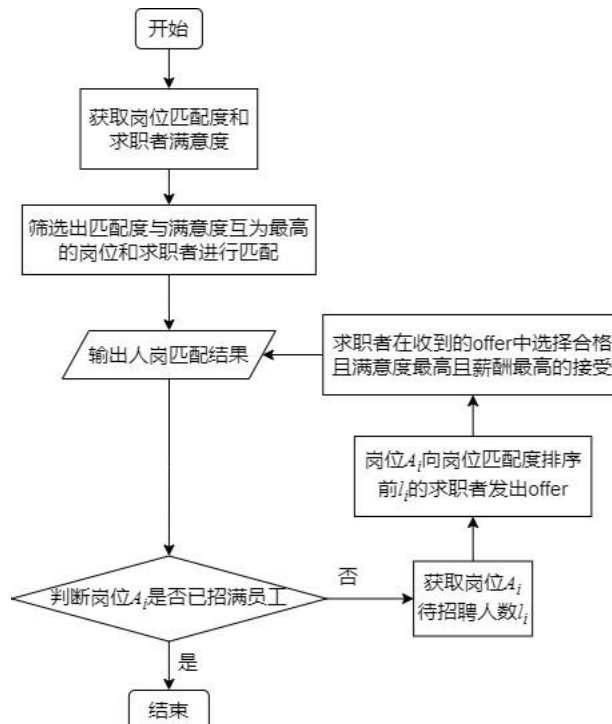 开始
获取岗位匹配度和
求职者满意度
筛选出匹配度与满意度互为最高
的岗位和求职者进行匹配
输出人岗匹配结果
求职者在收到的offer中选择合格
且满意度最高且薪酬最高的接受
岗位Ai向岗位匹配度排序
前li的求职者发出offer
判断岗位Ai是否已招满员工
否
获取岗位Ai
待招聘人数li
是
结束